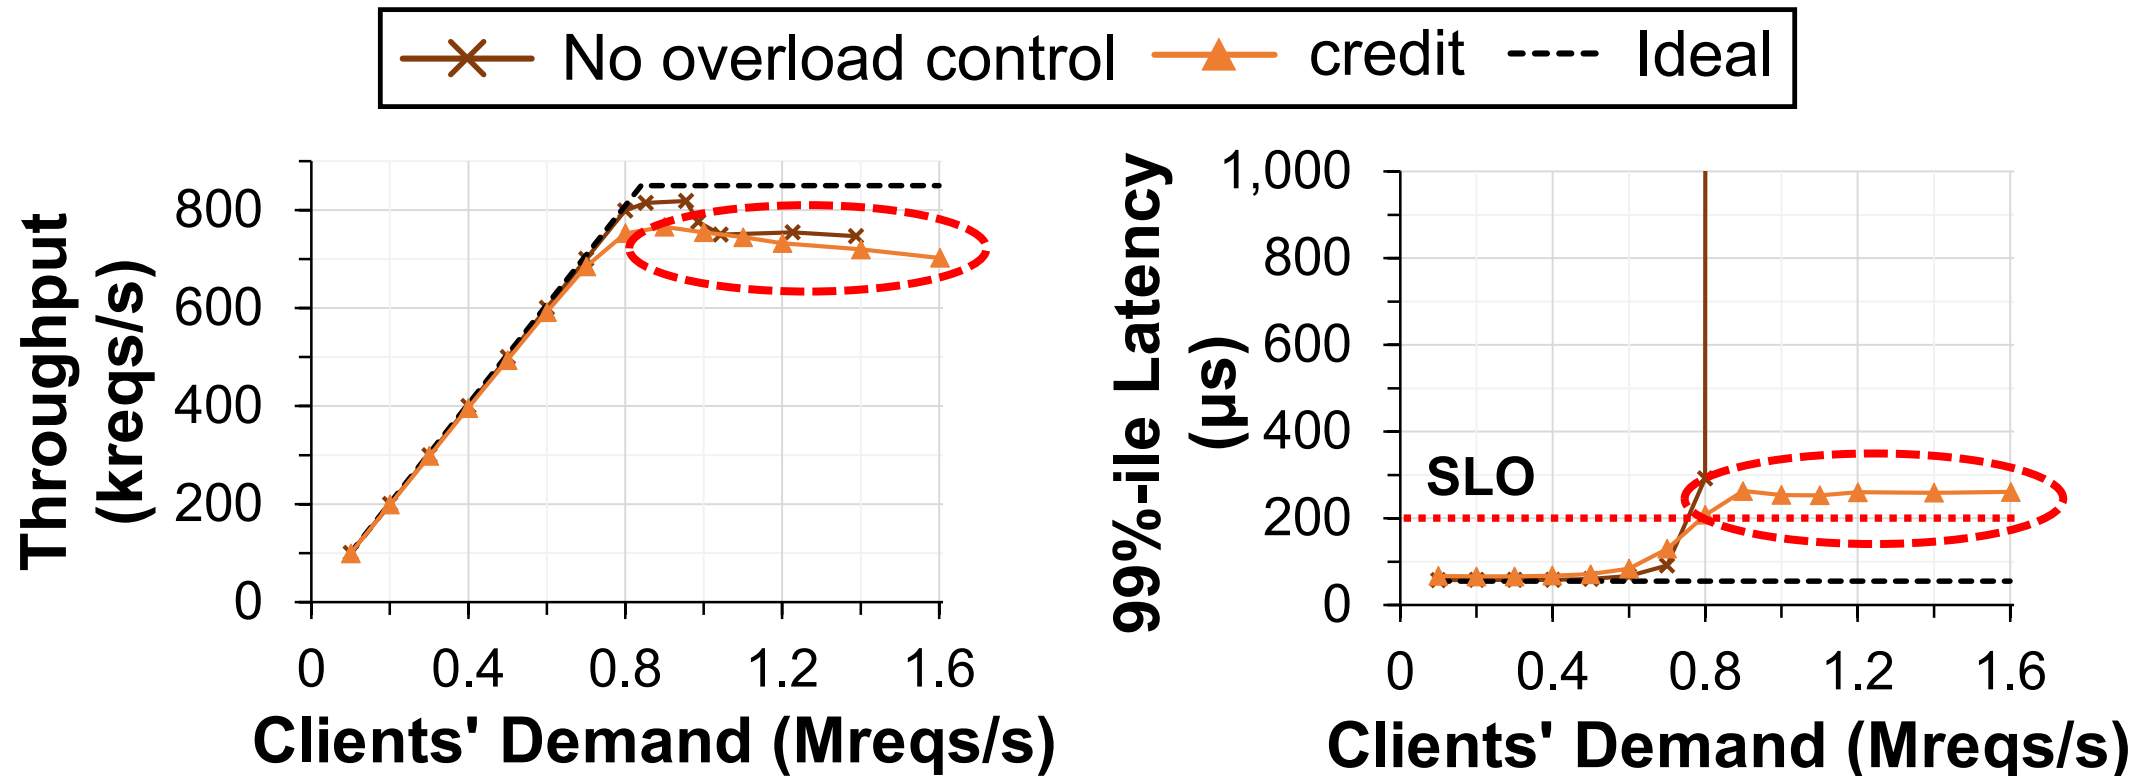 No overload control credit Ideal
Throughput
(kreqs/s)
800
600
400
200
0
0 0.4 0.8 1.2 1.6
Clients' Demand (Mreqs/s)
99%-ile Latency
(µs)
1,000
800
600
400
200
0
SLO
0 0.4 0.8 1.2 1.6
Clients' Demand (Mreqs/s)